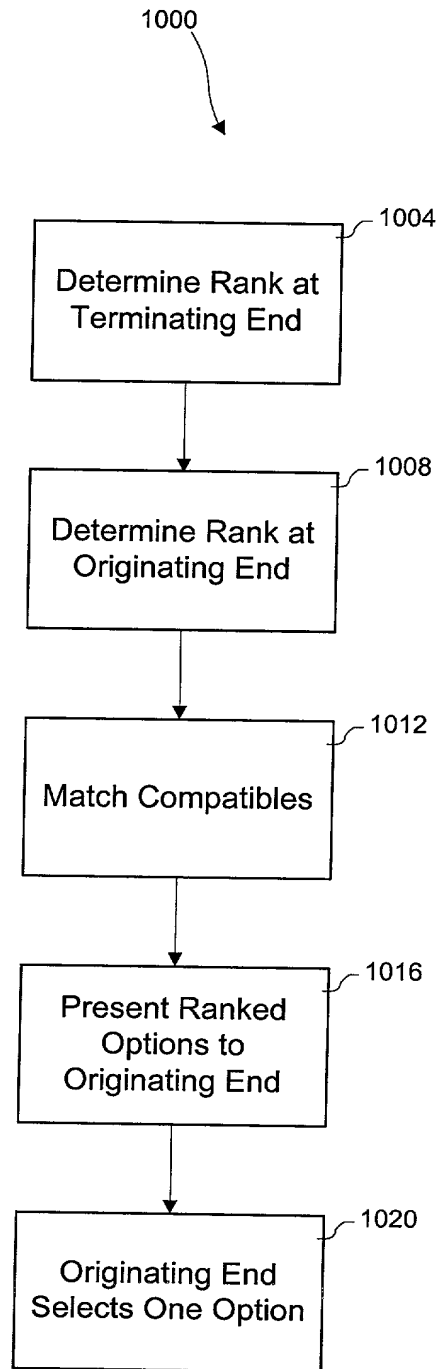 1000
1004
Determine Rank at
Terminating End
1008
Determine Rank at
Originating End
1012
Match Compatibles
1016
Present Ranked
Options to
Originating End
1020
Originating End
Selects One Option